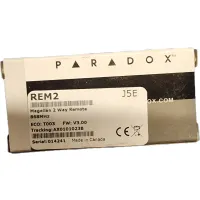 PARADOX™
REM2 J5E
Magellan 2 Way Remote
868MHz
ECO: T003 FW: V3.00
Tracking:A801010238
Serial: 014241 Made in Canada
PARADOX